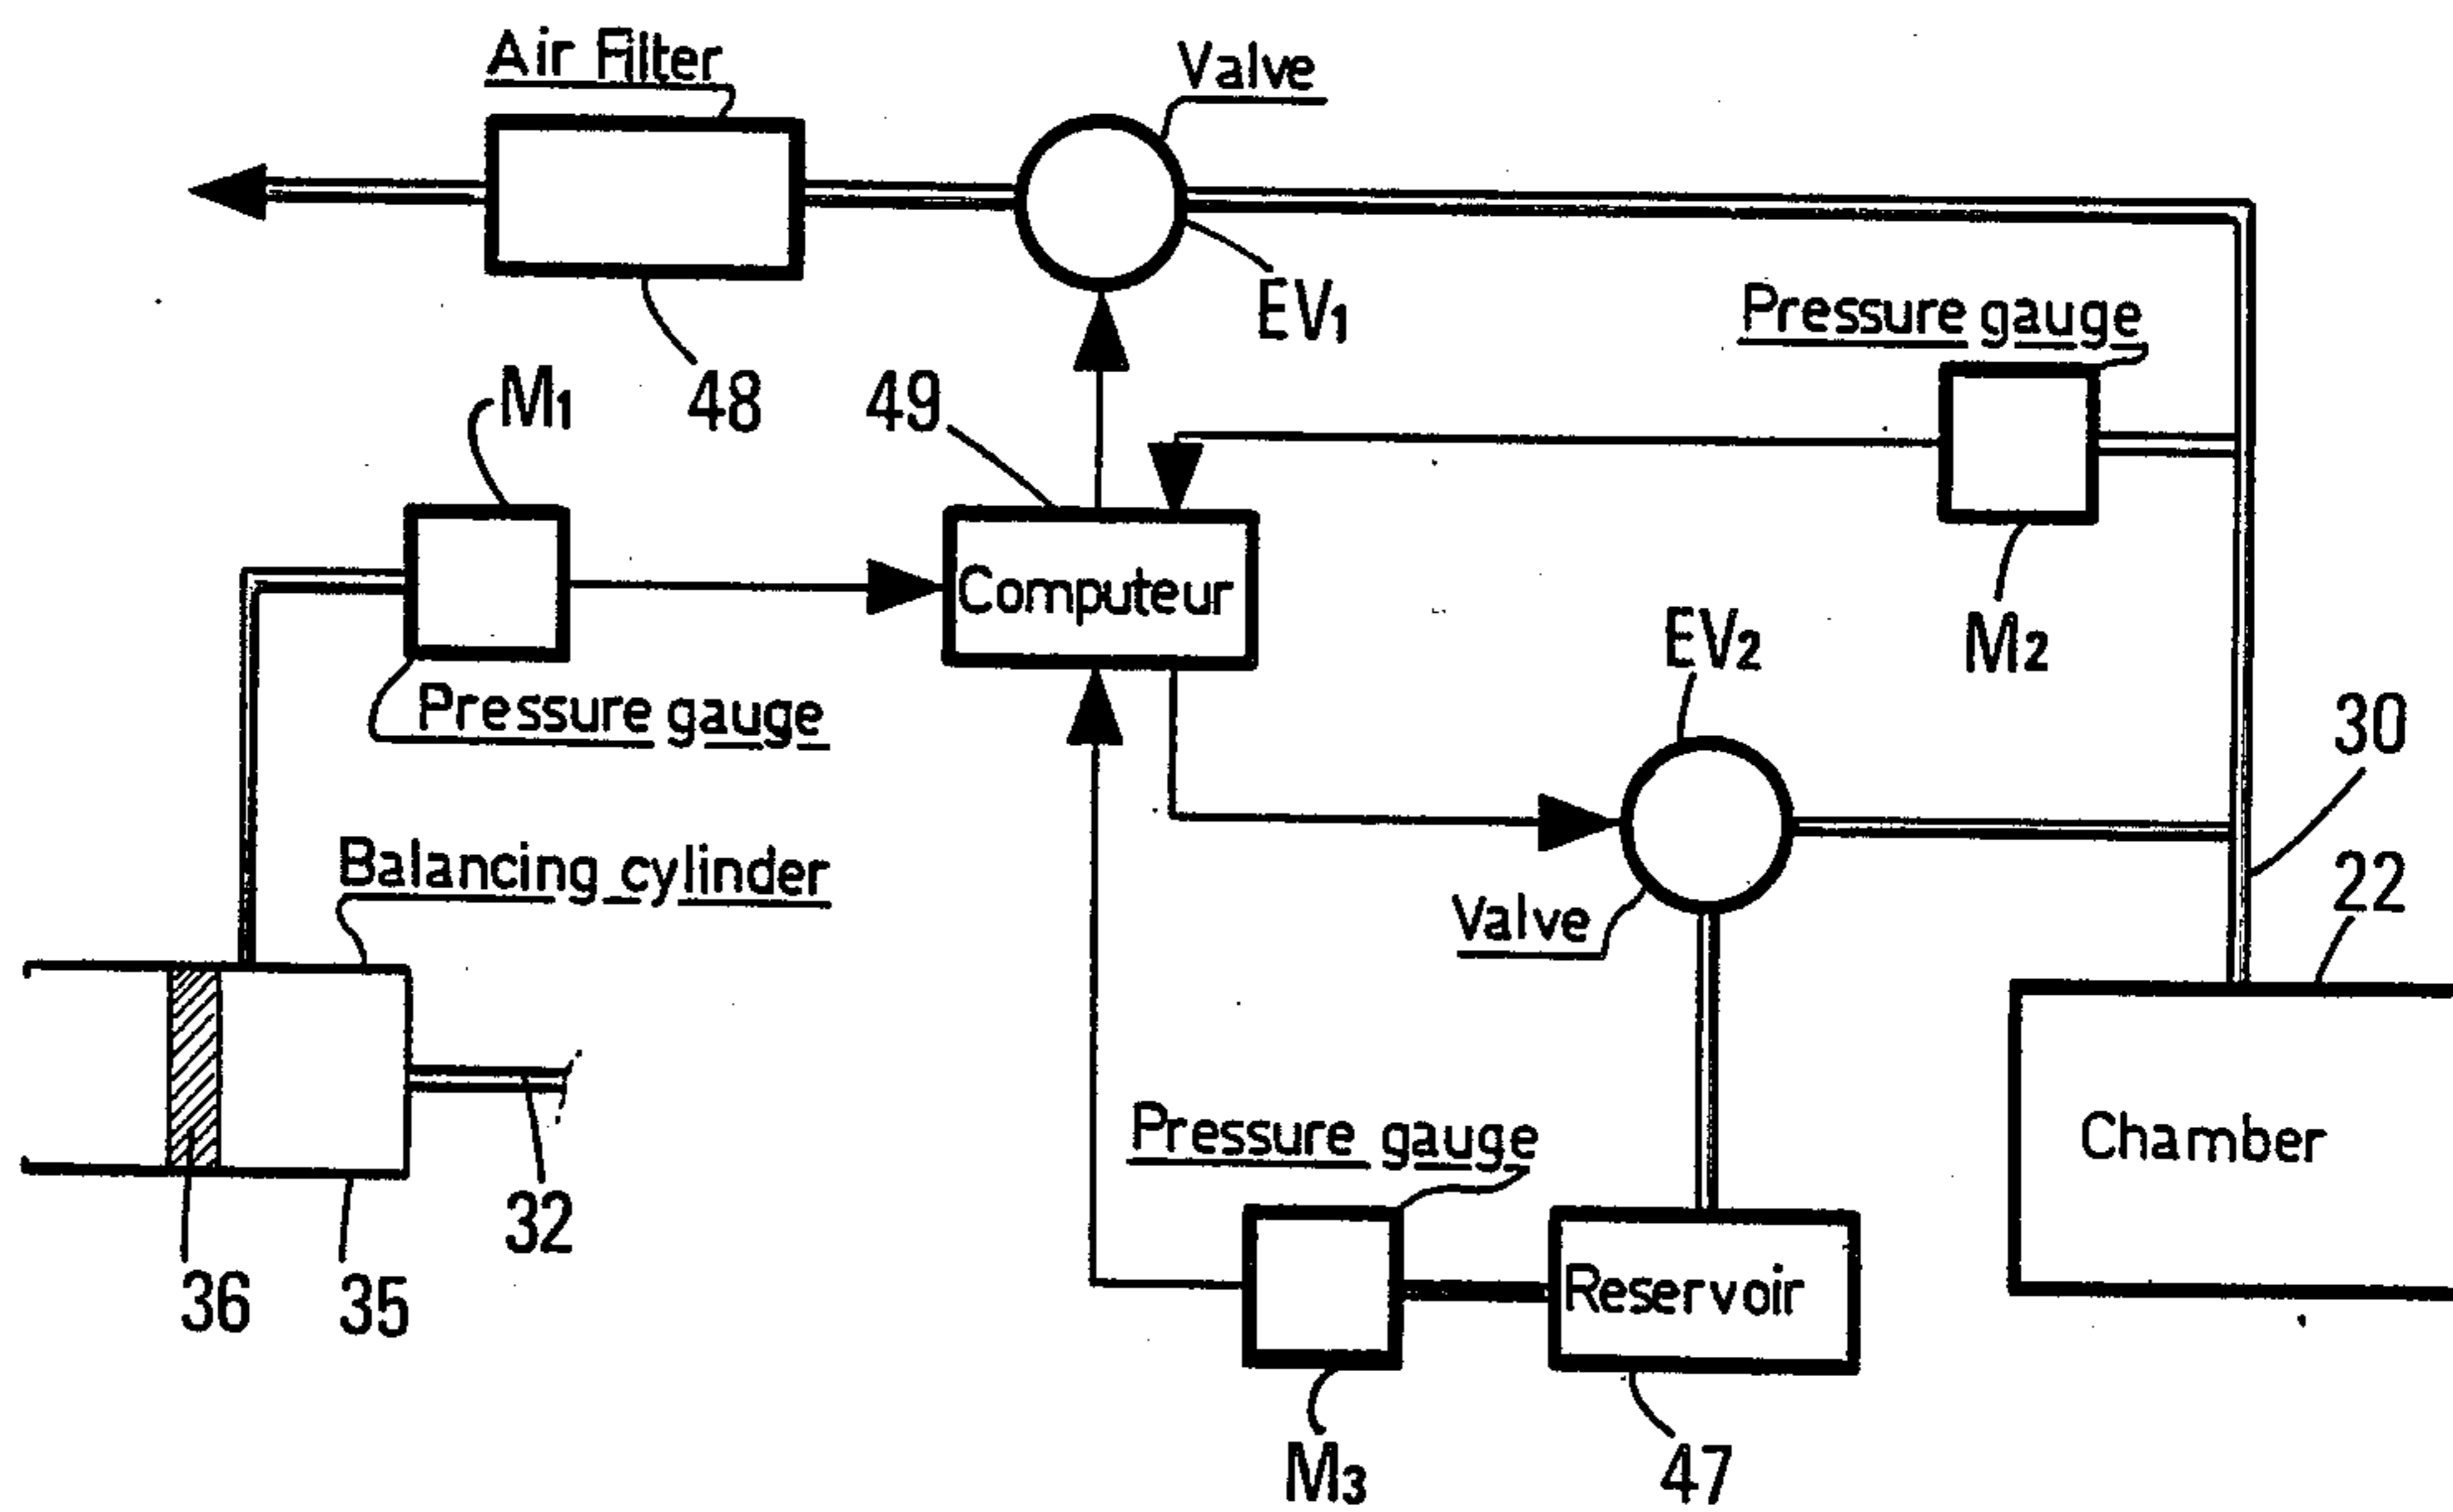 Air Filter
Valve
EV1
Pressure gauge
M1
48
49
Computeur
M2
EV2
Pressure gauge
30
Balancing cylinder
Valve
22
Pressure gauge
Chamber
32
36
35
Reservoir
M3
47